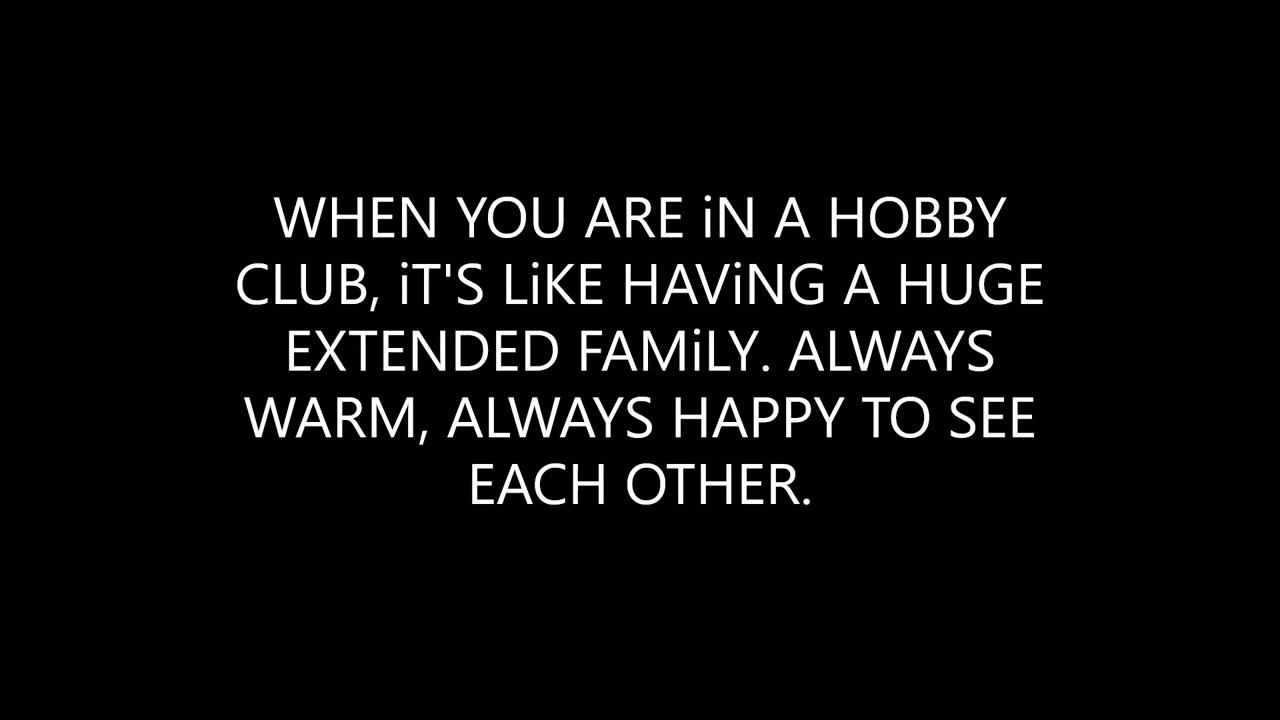 WHEN YOU ARE iN A HOBBY
CLUB, iT'S LiKE HAViNG A HUGE
EXTENDED FAMiLY. ALWAYS
WARM, ALWAYS HAPPY TO SEE
EACH OTHER.